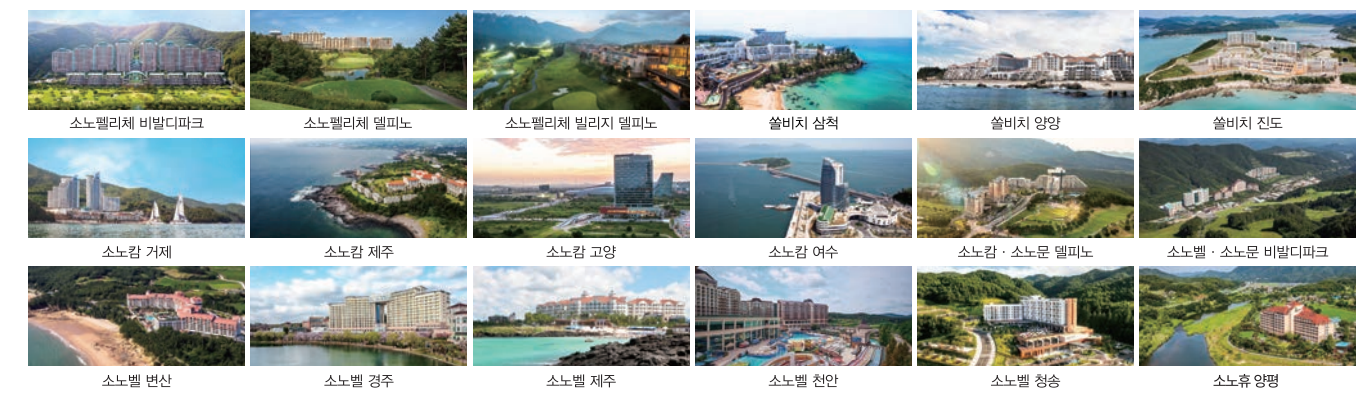 소노펠리체 비발디파크
소노펠리체 델피노
소노펠리체 빌리지 델피노
쏠비치 삼척
쏠비치 양양
쏠비치 진도
소노캄 거제
소노캄 제주
소노캄 고양
소노캄 여수
소노캄 · 소노문 델피노
소노벨 · 소노문 비발디파크
소노벨 변산
소노벨 경주
소노벨 제주
소노벨 천안
소노벨 청송
소노휴 양평